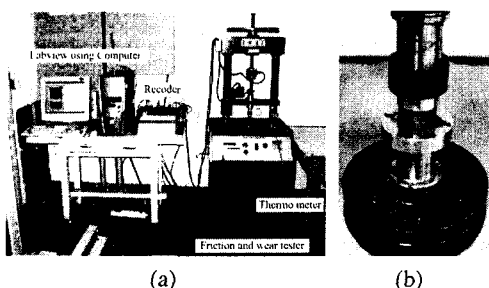 Labview using Computer
Recoder
Thermo meter
Friction and wear tester
(a)
(b)